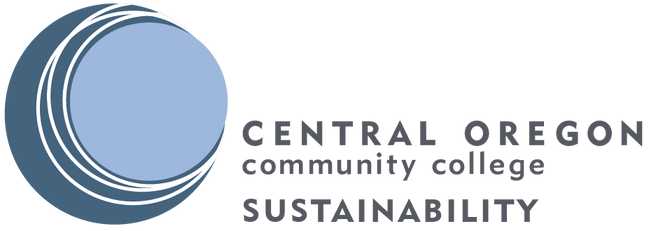 CENTRAL OREGON
community college
SUSTAINABILITY